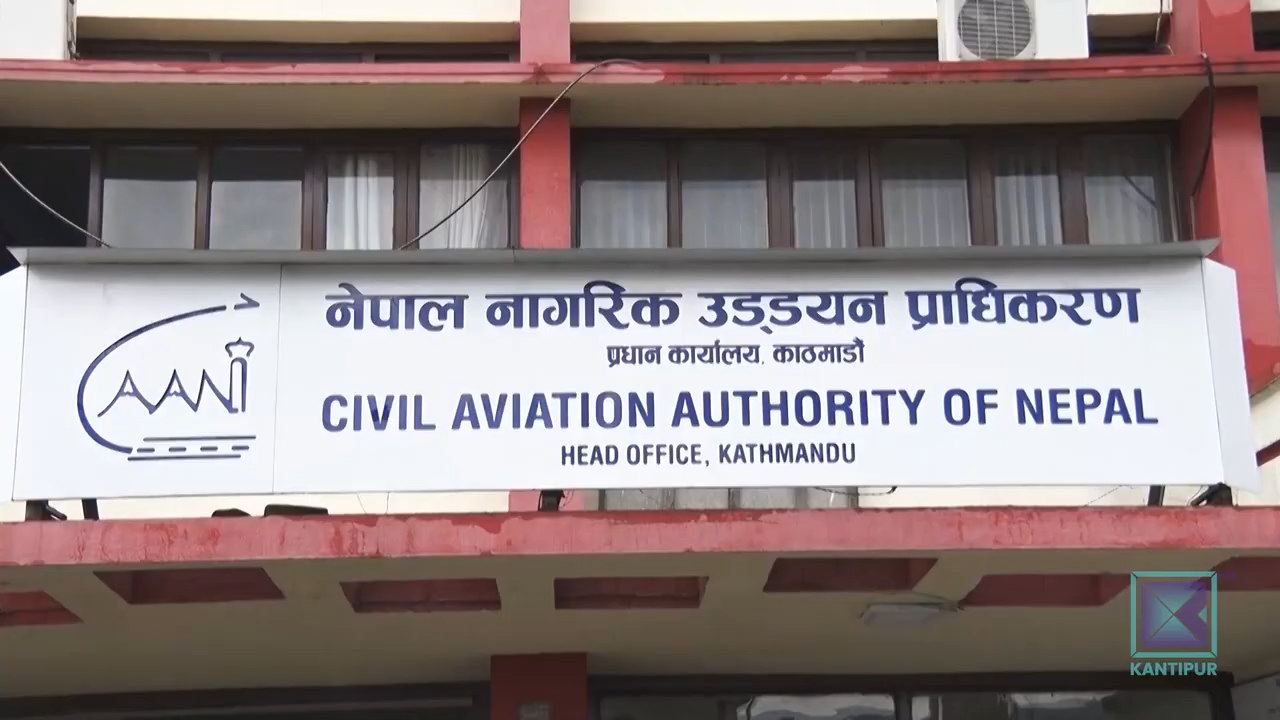 CAAN
नेपाल नागरिक उड्डयन प्राधिकरण
प्रधान कार्यालय, काठमाडौं
CIVIL AVIATION AUTHORITY OF NEPAL
HEAD OFFICE, KATHMANDU
KANTIPUR